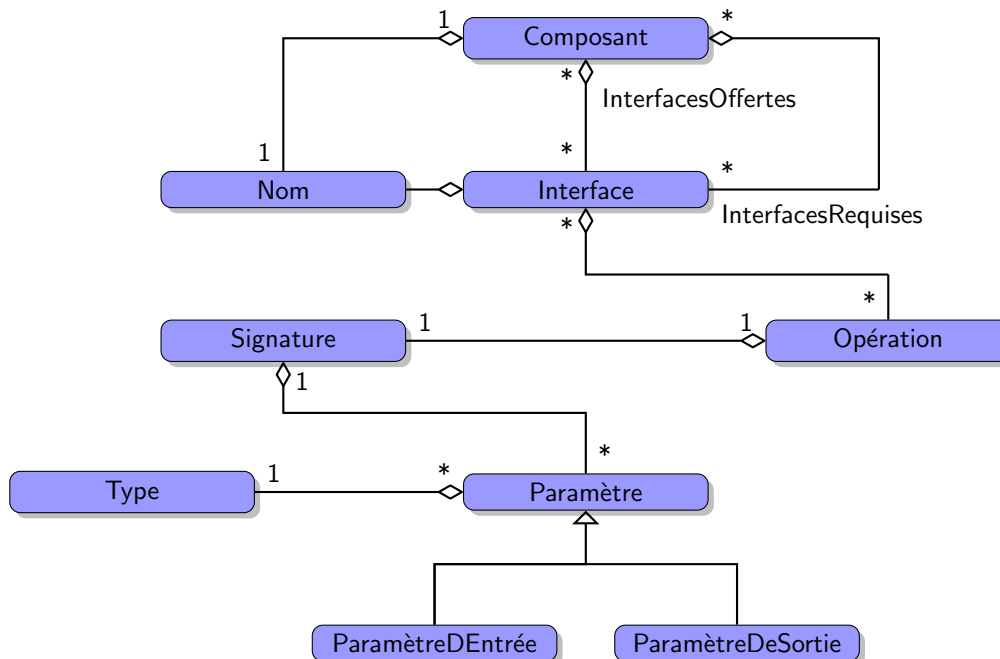 1
Composant
*
*
InterfacesOffertes
1
*
*
Nom
Interface
*
InterfacesRequises
*
Signature
1
1
Opération
1
*
Type
1
*
Paramètre
ParamètreDEntrée
ParamètreDeSortie